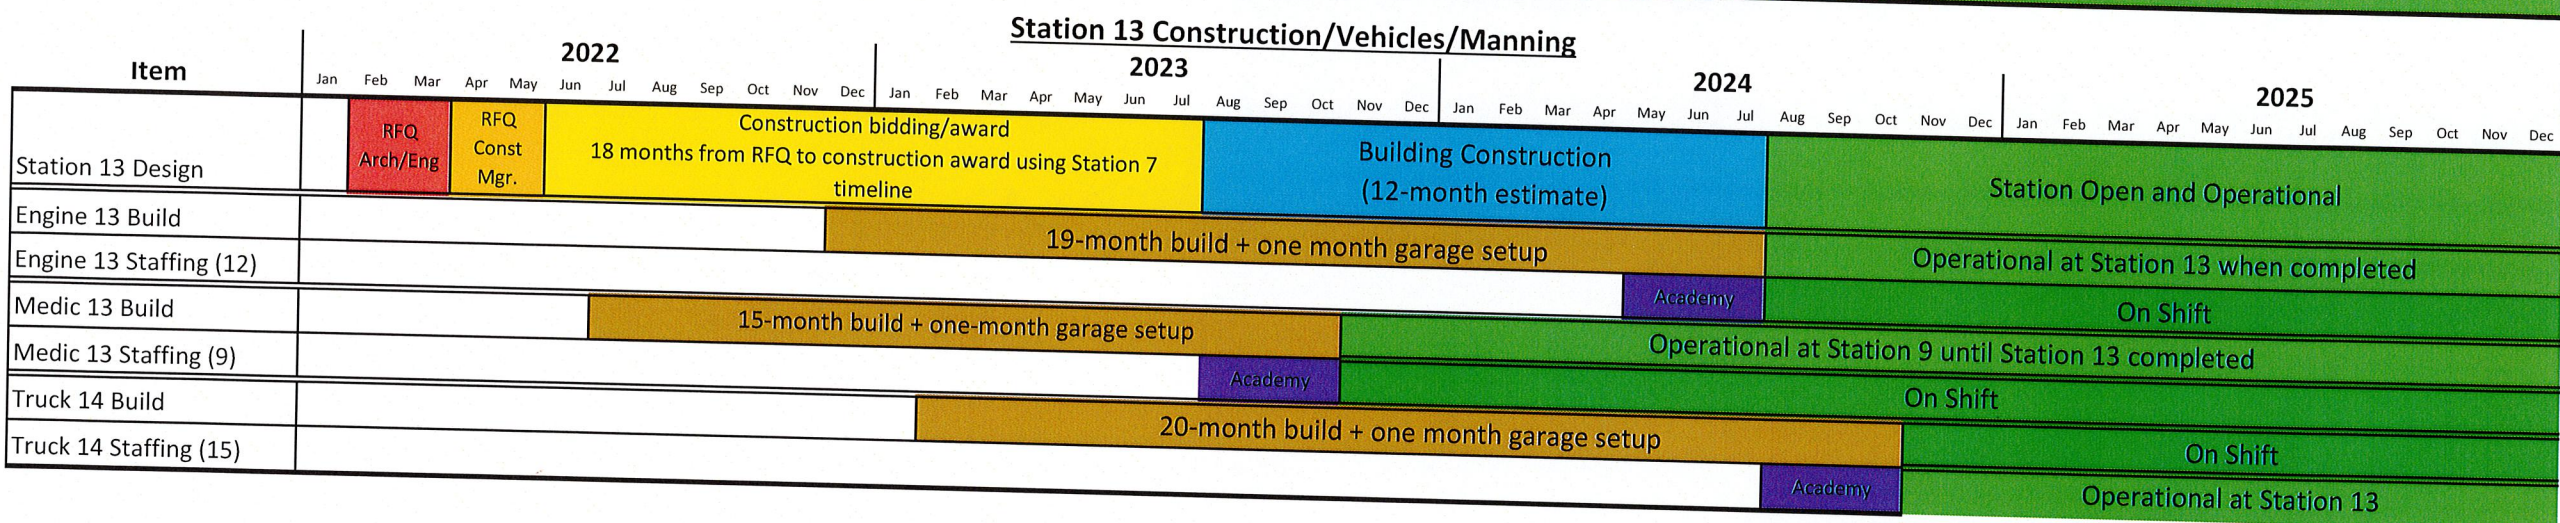 Station 13 Construction/Vehicles/Manning
Item
2022
2023
2024
2025
Jan Feb Mar Apr May Jun Jul Aug Sep Oct Nov Dec Jan Feb Mar Apr May Jun Jul Aug Sep Oct Nov Dec Jan Feb Mar Apr May Jun Jul Aug Sep Oct Nov Dec Jan Feb Mar Apr May Jun Jul Aug Sep Oct Nov Dec
Station 13 Design
RFQ
Arch/Eng
RFQ
Const
Mgr.
Construction bidding/award
18 months from RFQ to construction award using Station 7
timeline
Building Construction
(12-month estimate)
Station Open and Operational
Engine 13 Build
19-month build + one month garage setup
Operational at Station 13 when completed
Engine 13 Staffing (12)
Academy
On Shift
Medic 13 Build
15-month build + one-month garage setup
Operational at Station 9 until Station 13 completed
Medic 13 Staffing (9)
Academy
On Shift
Truck 14 Build
20-month build + one month garage setup
On Shift
Truck 14 Staffing (15)
Academy
Operational at Station 13